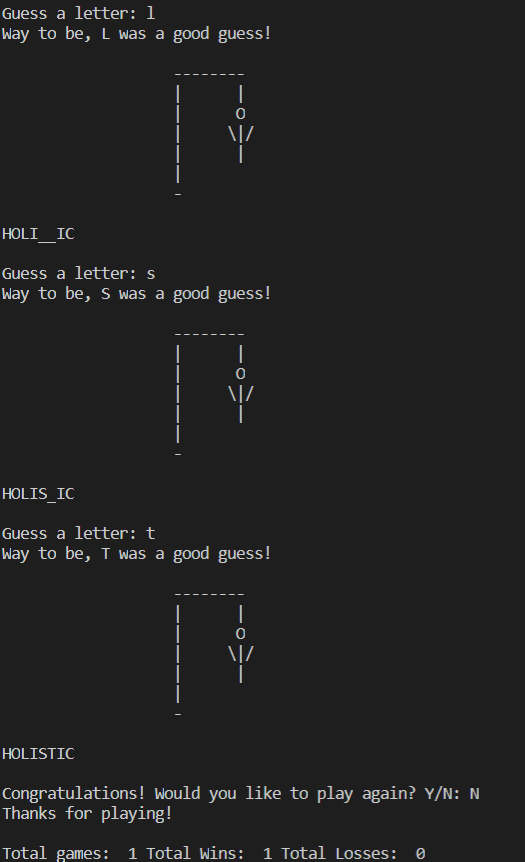 Guess a letter: l
Way to be, L was a good guess!
--------
|      |
|      O
|     \|/
|      |
|
-
HOLI__IC
Guess a letter: s
Way to be, S was a good guess!
--------
|      |
|      O
|     \|/
|      |
|
-
HOLIS_IC
Guess a letter: t
Way to be, T was a good guess!
--------
|      |
|      O
|     \|/
|      |
|
-
HOLISTIC
Congratulations! Would you like to play again? Y/N: N
Thanks for playing!
Total games:  1 Total Wins:  1 Total Losses:  0